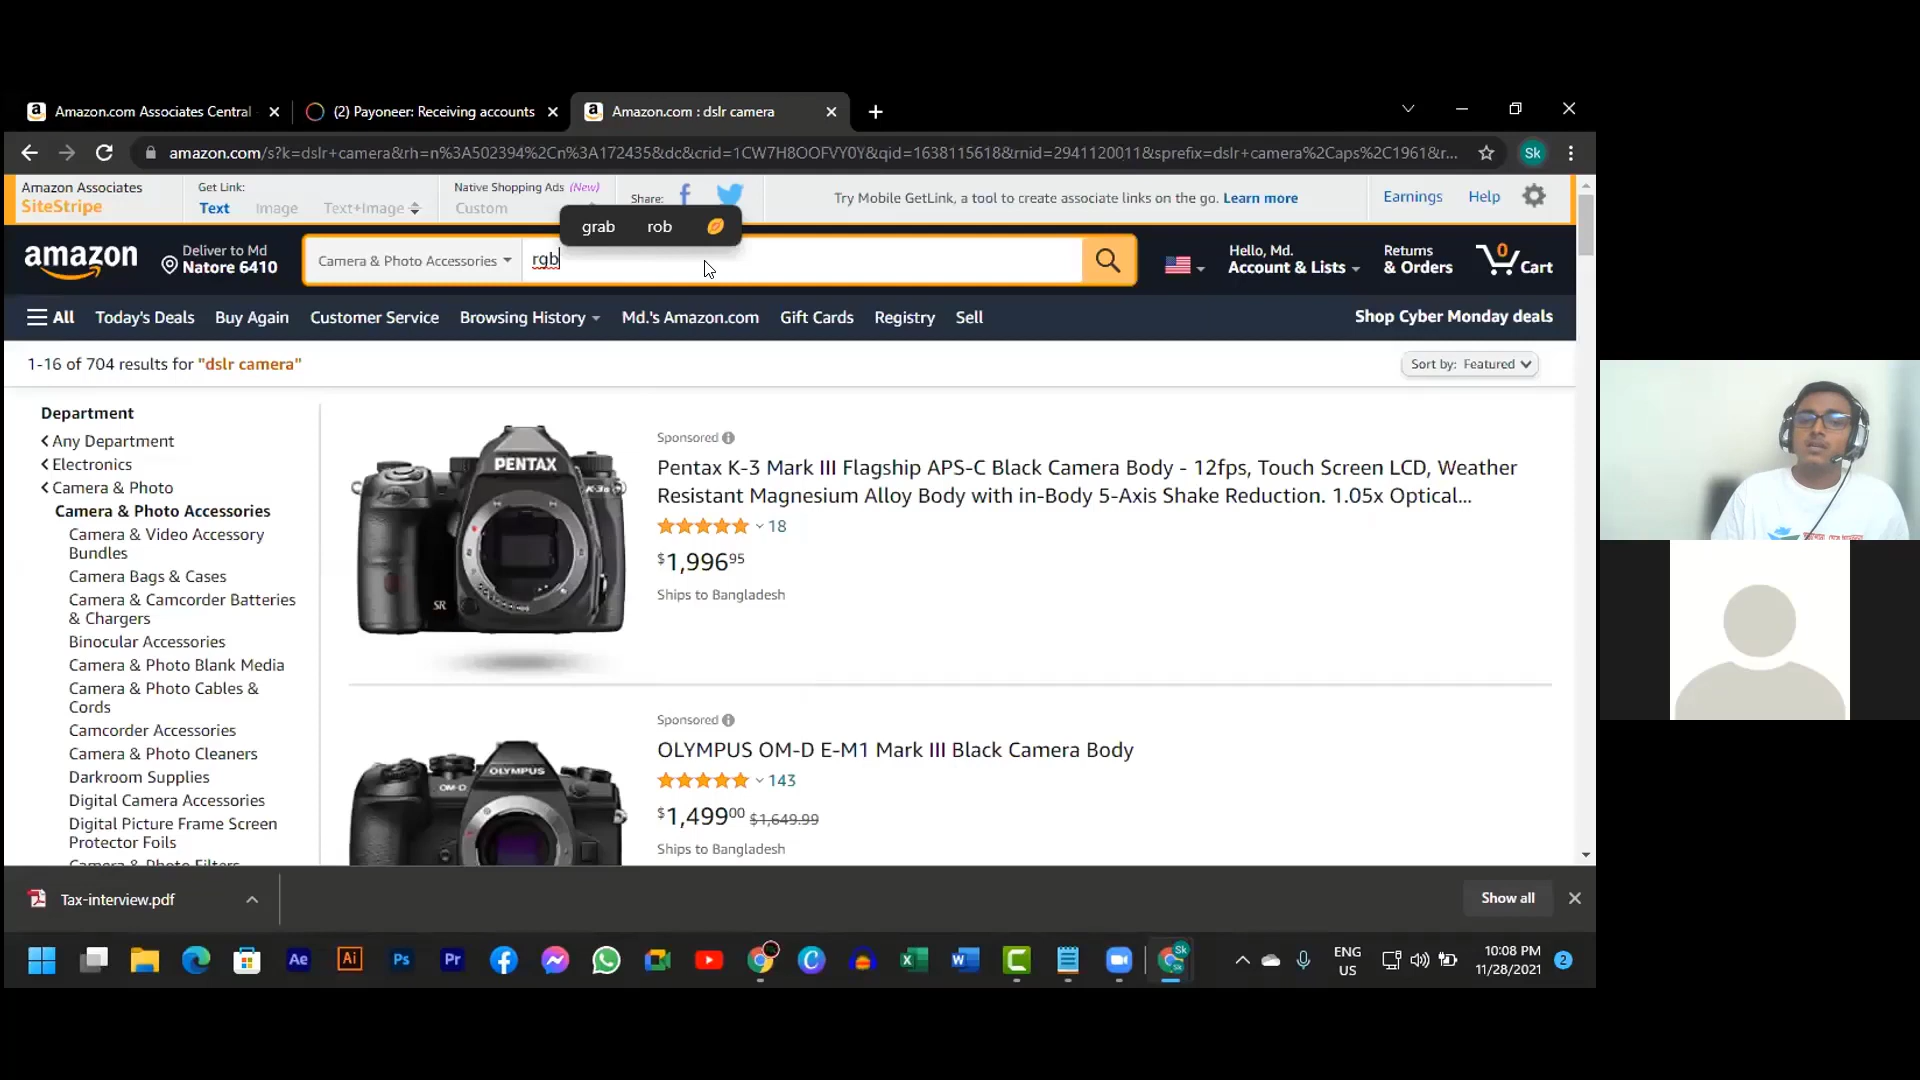 Amazon.com Associates Central
(2) Payoneer: Receiving accounts
Amazon.com : dslr camera
amazon.com/s?k=dslr+camera&rh=n%3A502394%2Cn%3A172435&dc&crid=1CW7H8OOFVY0Y&qid=1638115618&rnid=2941120011&sprefix=dslr+camera%2Caps%2C1961&r...
Sk
Amazon Associates
SiteStripe
Get Link:
Text
Image
Text+Image
Native Shopping Ads (New)
Custom
Share:
Try Mobile GetLink, a tool to create associate links on the go. Learn more
Earnings
Help
grab rob
amazon
Deliver to Md
Natore 6410
Camera & Photo Accessories
rgb
Hello, Md.
Account & Lists
Returns
& Orders
0
Cart
All
Today's Deals
Buy Again
Customer Service
Browsing History
Md.'s Amazon.com
Gift Cards
Registry
Sell
Shop Cyber Monday deals
1-16 of 704 results for "dslr camera"
Sort by: Featured
Department
Any Department
Electronics
Camera & Photo
Camera & Photo Accessories
Camera & Video Accessory
Bundles
Camera Bags & Cases
Camera & Camcorder Batteries
& Chargers
Binocular Accessories
Camera & Photo Blank Media
Camera & Photo Cables &
Cords
Camcorder Accessories
Camera & Photo Cleaners
Darkroom Supplies
Digital Camera Accessories
Digital Picture Frame Screen
Protector Foils
Camera & Photo Filters
PENTAX
K-3
SR
Sponsored
Pentax K-3 Mark III Flagship APS-C Black Camera Body - 12fps, Touch Screen LCD, Weather
Resistant Magnesium Alloy Body with in-Body 5-Axis Shake Reduction. 1.05x Optical...
18
$1,996.95
Ships to Bangladesh
OLYMPUS
OM-D
Sponsored
OLYMPUS OM-D E-M1 Mark III Black Camera Body
143
$1,499.00 $1,649.99
Ships to Bangladesh
Tax-interview.pdf
Show all
Ae
Ai
Ps
Pr
ENG
US
10:08 PM
11/28/2021
2